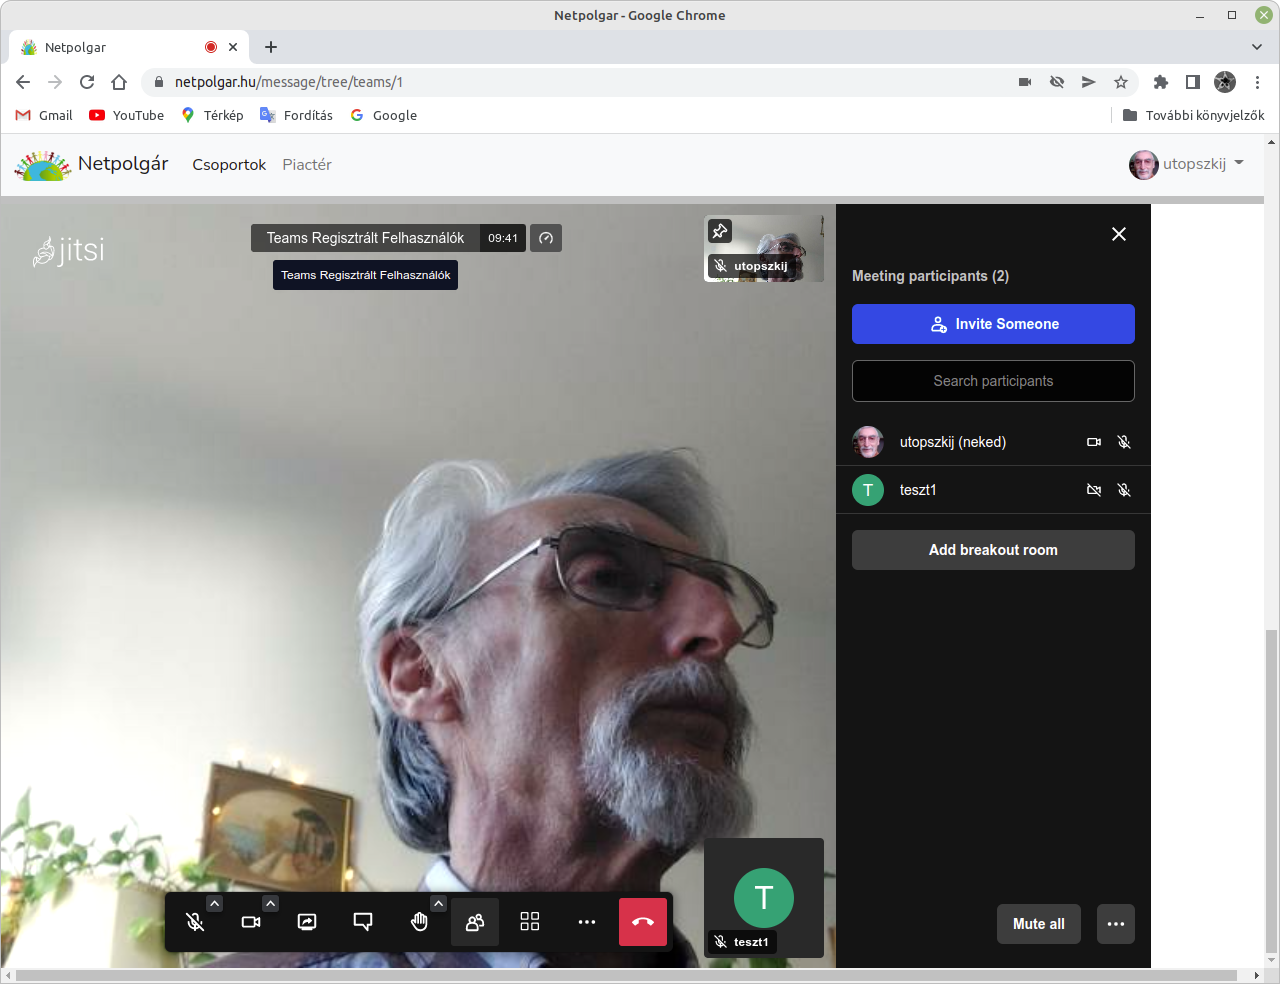 Netpolgar - Google Chrome
Netpolgar
netpolgar.hu/message/tree/teams/1
Gmail YouTube Térkép Fordítás Google További könyvjelzők
Netpolgár Csoportok Piactér utopszkij
jitsi
Teams Regisztrált Felhasználók 09:41
Teams Regisztrált Felhasználók
utopszkij
Meeting participants (2)
Invite Someone
Search participants
utopszkij (neked)
T teszt1
Add breakout room
T
teszt1
Mute all